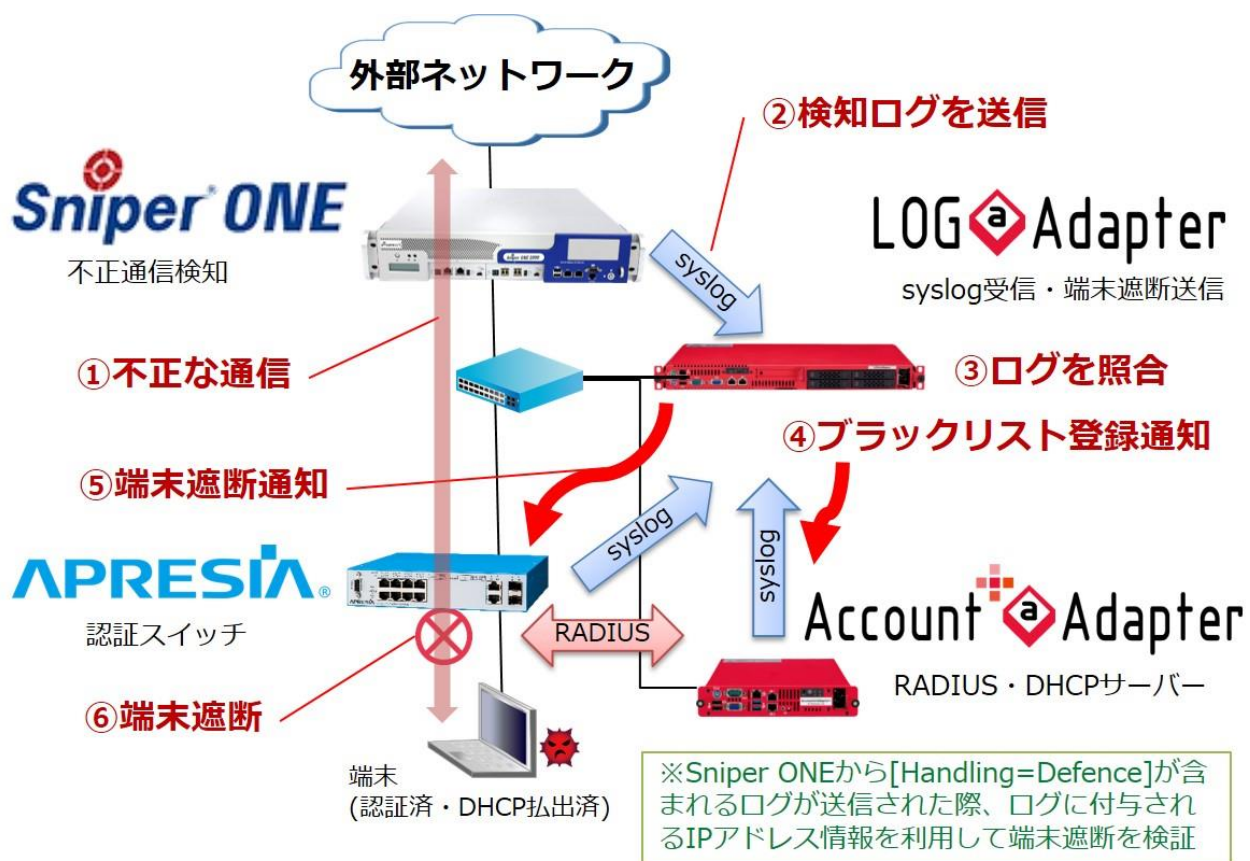 外部ネットワーク
②検知ログを送信
Sniper ONE
不正通信検知
LOG a Adapter
syslog受信・端末遮断送信
syslog
①不正な通信
③ログを照合
④ブラックリスト登録通知
⑤端末遮断通知
syslog
syslog
APRESIA®
認証スイッチ
APRESIA
RADIUS
Account a Adapter
RADIUS・DHCPサーバー
⑥端末遮断
端末
(認証済・DHCP払出済)
※Sniper ONEから[Handling=Defence]が含
まれるログが送信された際、ログに付与され
るIPアドレス情報を利用して端末遮断を検証